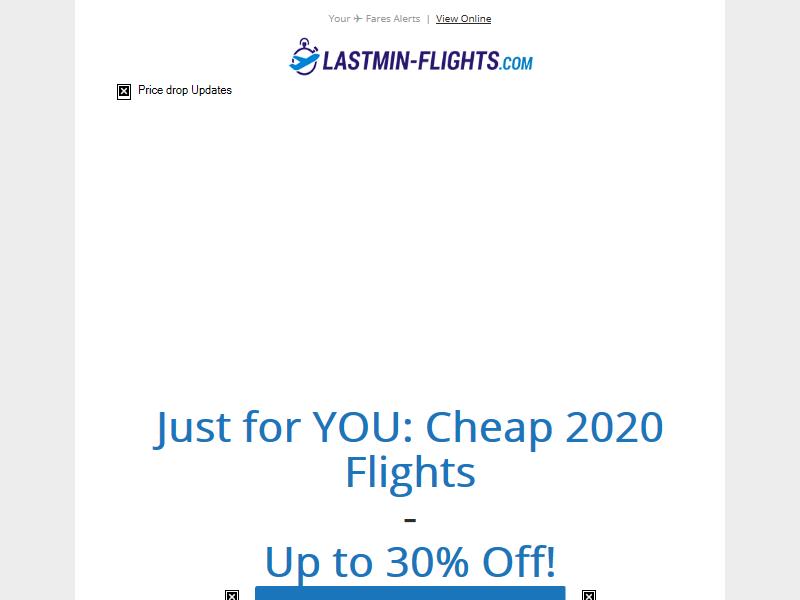 Your ✈ Fares Alerts | View Online
LASTMIN-FLIGHTS.COM
Price drop Updates
Just for YOU: Cheap 2020
Flights
–
Up to 30% Off!